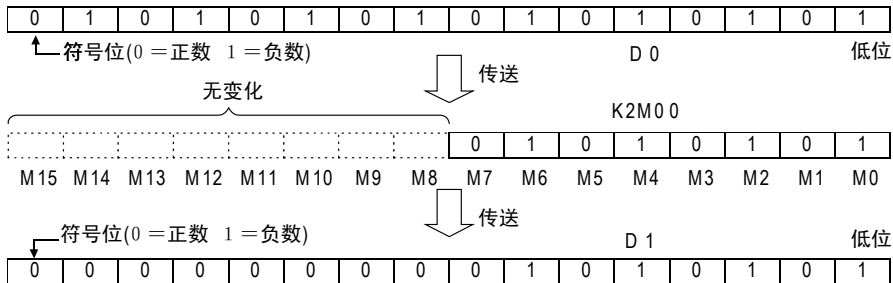 0 1 0 1 0 1 0 1 0 1 0 1 0 1 0 1
符号位(0＝正数 1＝负数) D0 低位
传送
无变化
K2M00
0 1 0 1 0 1 0 1
M15 M14 M13 M12 M11 M10 M9 M8 M7 M6 M5 M4 M3 M2 M1 M0
传送
符号位(0＝正数 1＝负数) D1 低位
0 0 0 0 0 0 0 0 0 1 0 1 0 1 0 1